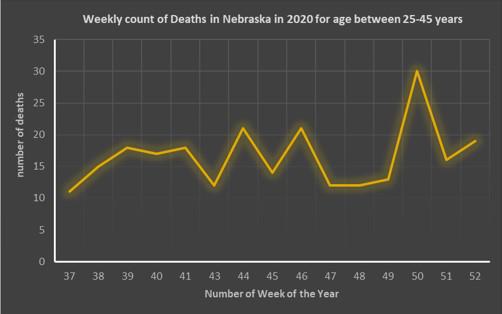 Weekly count of Deaths in Nebraska in 2020 for age between 25-45 years
35
30
25
20
15
10
5
0
number of deaths
37 38 39 40 41 43 44 45 46 47 48 49 50 51 52
Number of Week of the Year